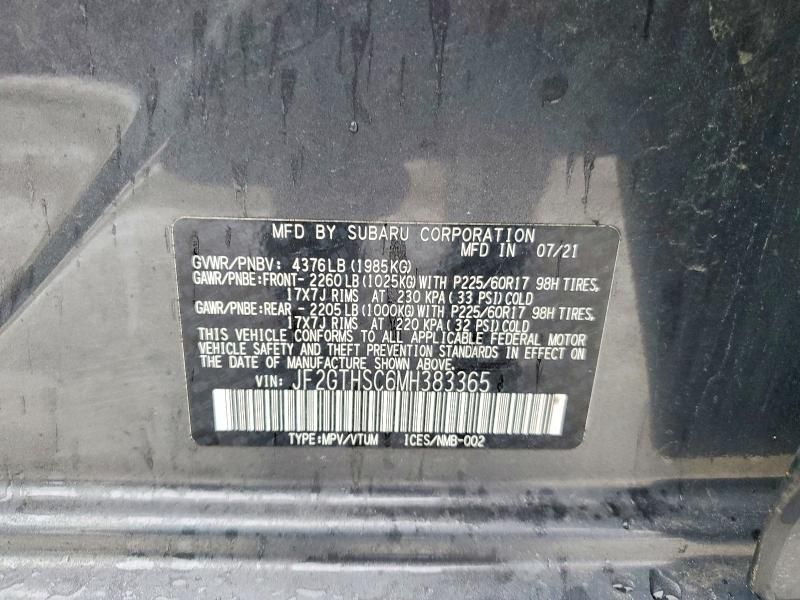 MFD BY SUBARU CORPORATION
MFD IN 07/21
GVWR/PNBV: 4376LB(1985KG)
GAWR/PNBE:FRONT- 2260LB(1025KG)WITH P225/60R17 98H TIRES,
17X7J RIMS AT 230 KPA(33 PSI)COLD
GAWR/PNBE:REAR - 2205LB(1000KG)WITH P225/60R17 98H TIRES,
17X7J RIMS AT 220 KPA(32 PSI)COLD
THIS VEHICLE CONFORMS TO ALL APPLICABLE FEDERAL MOTOR
VEHICLE SAFETY AND THEFT PREVENTION STANDARDS IN EFFECT ON
THE DATE OF MANUFACTURE SHOWN ABOVE.
VIN: JF2GTHSC6MH383365
TYPE:MPV/VTUM ICES/NMB-002